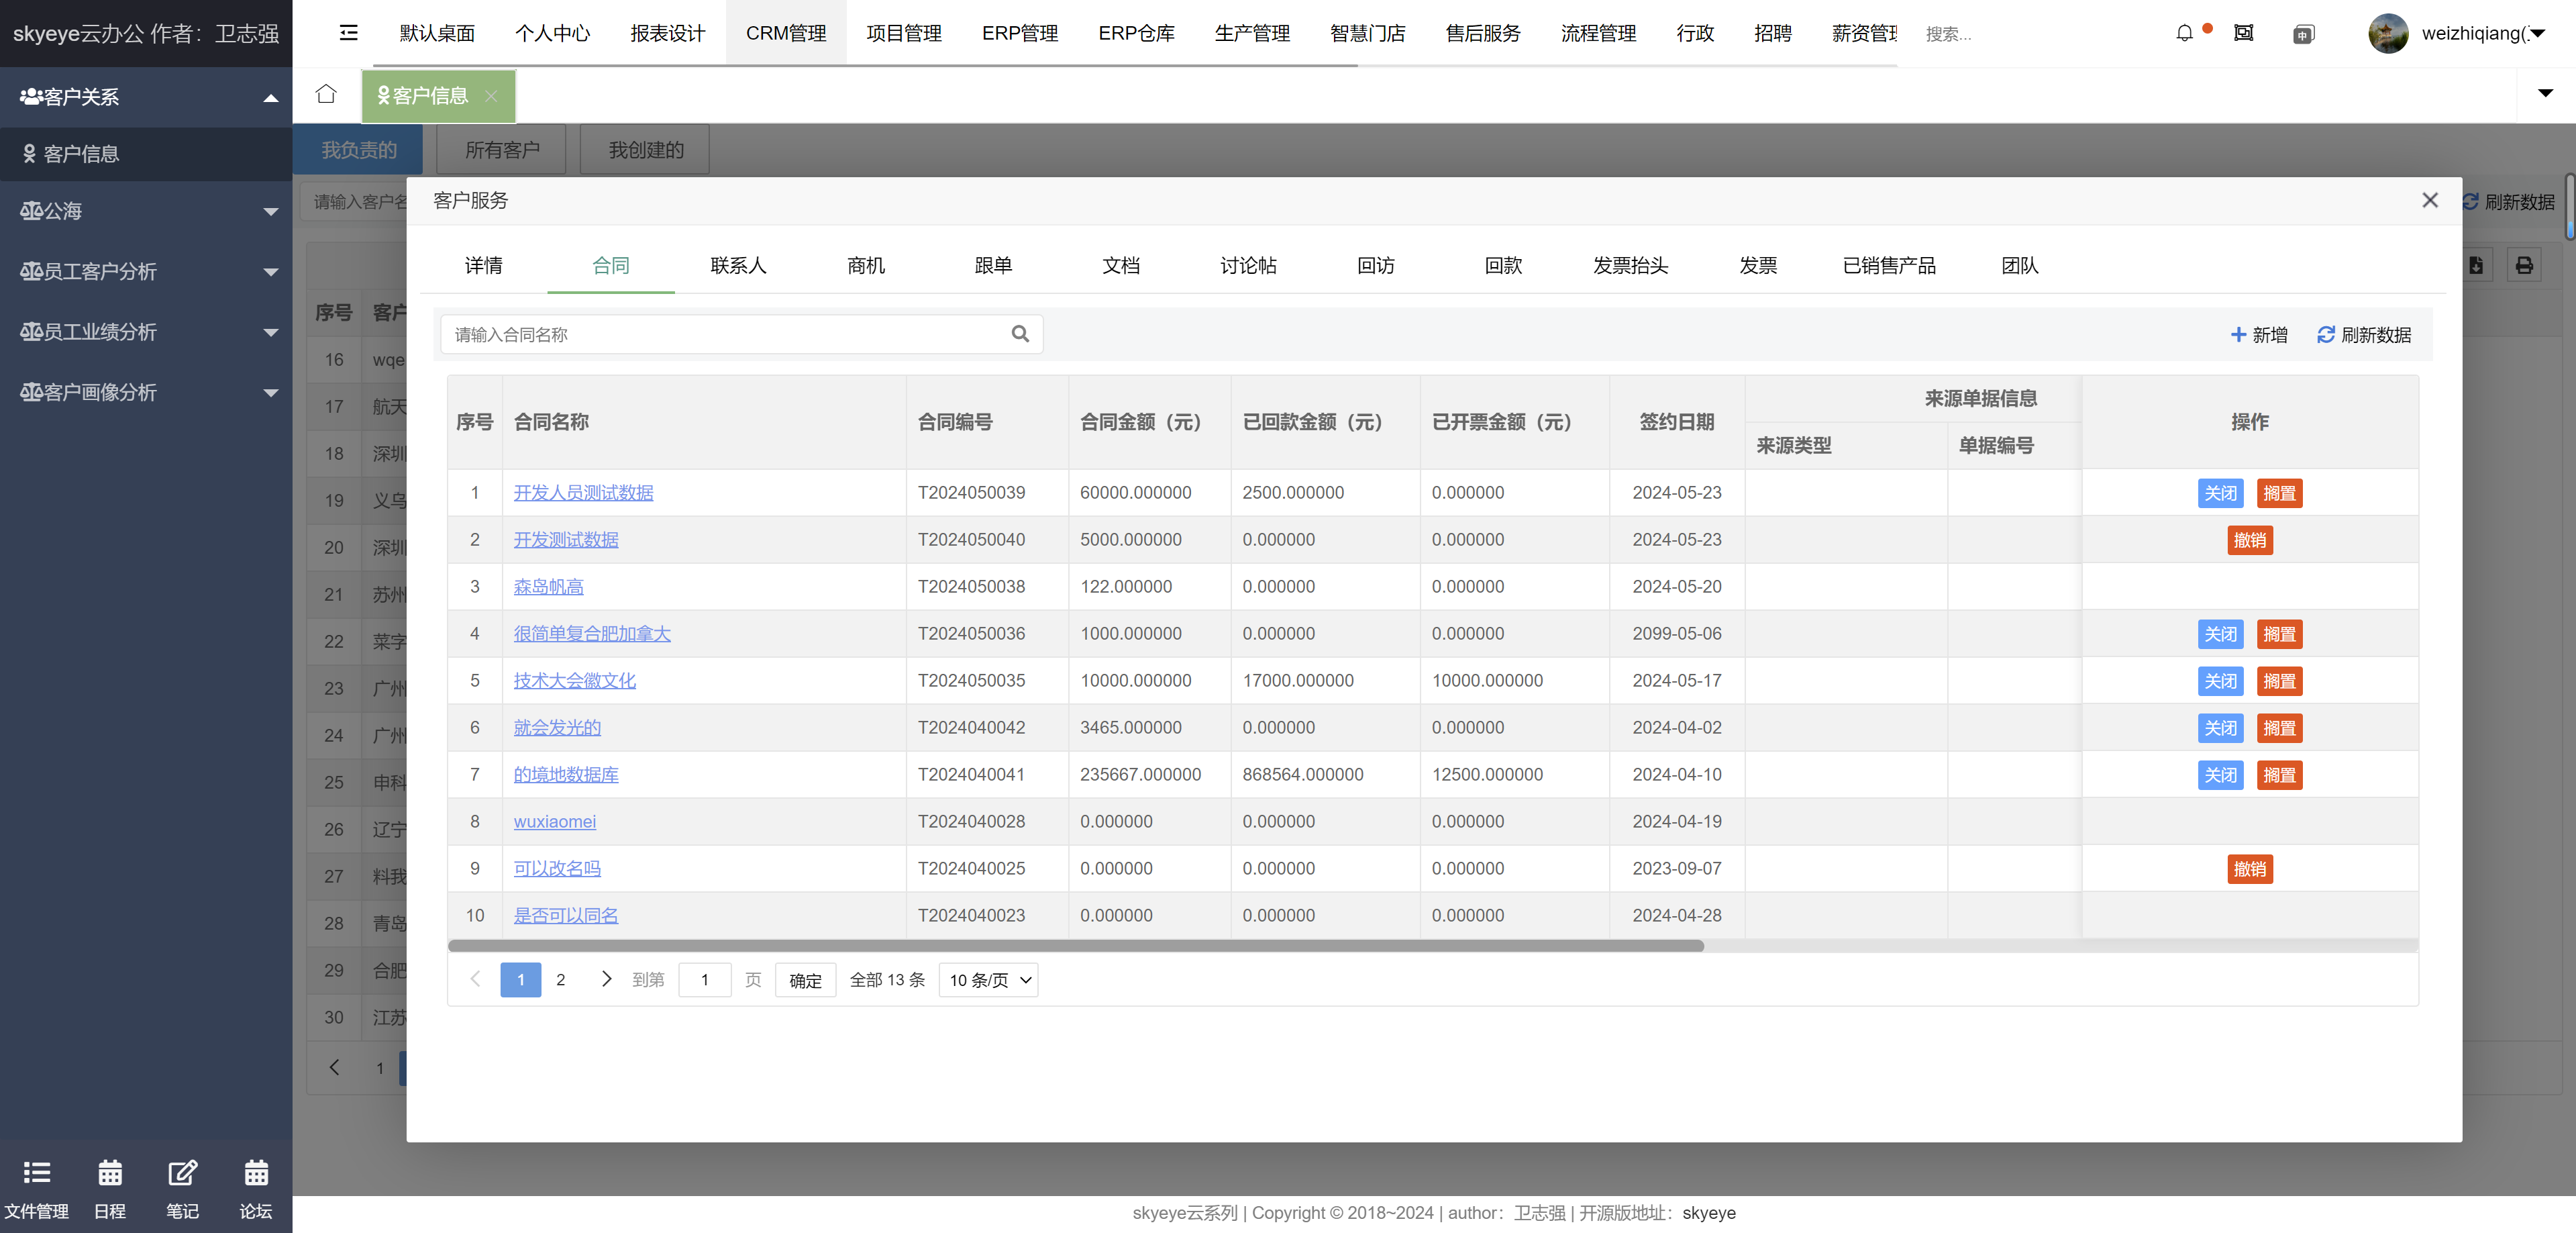 skyeye云办公 作者：卫志强
默认桌面 个人中心 报表设计 CRM管理 项目管理 ERP管理 ERP仓库 生产管理 智慧门店 售后服务 流程管理 行政 招聘 薪资管理 搜索... weizhiqiang(
客户关系
客户信息
公海
员工客户分析
员工业绩分析
客户画像分析
文件管理 日程 笔记 论坛
客户信息
我负责的 所有客户 我创建的
请输入客户名
刷新数据
序号 客户
16 wqe
17 航天
18 深圳
19 义乌
20 深圳
21 苏州
22 菜字
23 广州
24 广州
25 申科
26 辽宁
27 料我
28 青岛
29 合肥
30 江苏
1
客户服务
详情 合同 联系人 商机 跟单 文档 讨论帖 回访 回款 发票抬头 发票 已销售产品 团队
请输入合同名称 新增 刷新数据
序号 合同名称 合同编号 合同金额（元） 已回款金额（元） 已开票金额（元） 签约日期 来源单据信息 操作
来源类型 单据编号
1 开发人员测试数据 T2024050039 60000.000000 2500.000000 0.000000 2024-05-23 关闭 搁置
2 开发测试数据 T2024050040 5000.000000 0.000000 0.000000 2024-05-23 撤销
3 森岛帆高 T2024050038 122.000000 0.000000 0.000000 2024-05-20
4 很简单复合肥加拿大 T2024050036 1000.000000 0.000000 0.000000 2099-05-06 关闭 搁置
5 技术大会徽文化 T2024050035 10000.000000 17000.000000 10000.000000 2024-05-17 关闭 搁置
6 就会发光的 T2024040042 3465.000000 0.000000 0.000000 2024-04-02 关闭 搁置
7 的境地数据库 T2024040041 235667.000000 868564.000000 12500.000000 2024-04-10 关闭 搁置
8 wuxiaomei T2024040028 0.000000 0.000000 0.000000 2024-04-19
9 可以改名吗 T2024040025 0.000000 0.000000 0.000000 2023-09-07 撤销
10 是否可以同名 T2024040023 0.000000 0.000000 0.000000 2024-04-28
1 2 到第 1 页 确定 全部 13 条 10 条/页
skyeye云系列 | Copyright © 2018~2024 | author：卫志强 | 开源版地址：skyeye